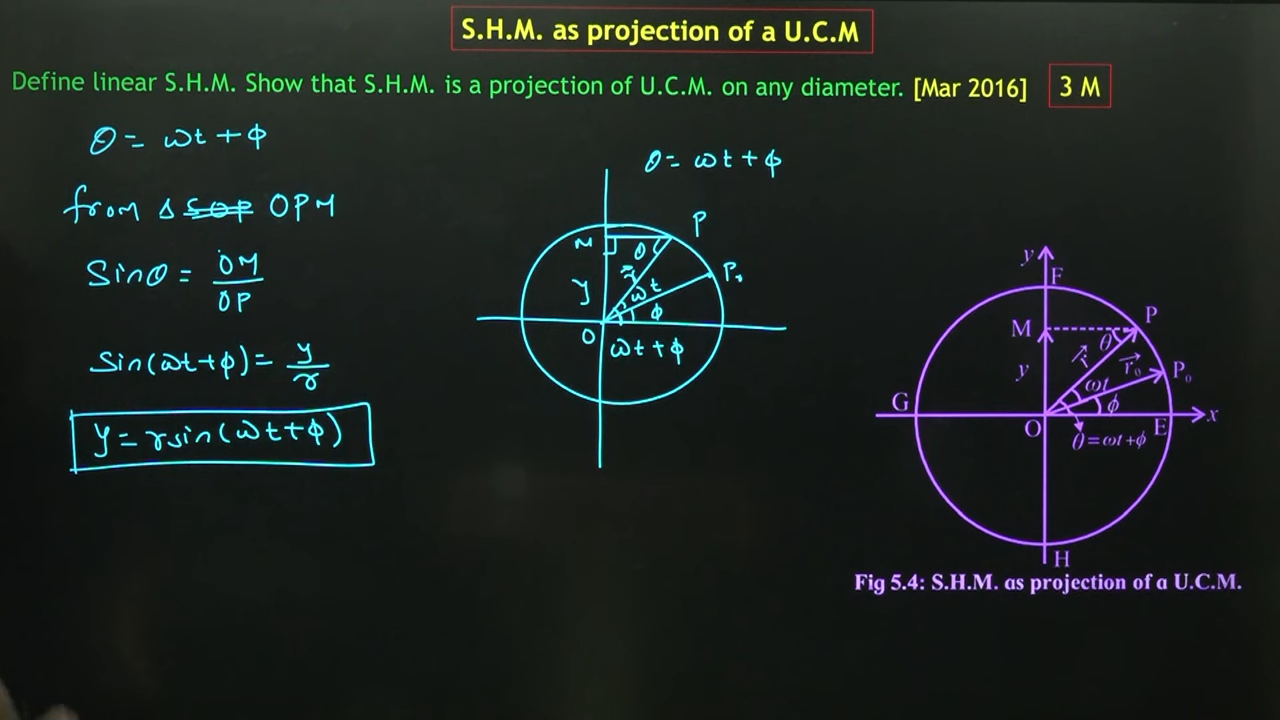 S.H.M. as projection of a U.C.M
Define linear S.H.M. Show that S.H.M. is a projection of U.C.M. on any diameter. [Mar 2016] 3 M
θ = ωt + ϕ
from Δ SOP OPM
Sinθ = OM/OP
Sin(ωt+ϕ) = y/r
y = r sin(ωt+ϕ)
θ = ωt + ϕ
M
P
θ
P₀
r
y
ωt
ϕ
O
ωt + ϕ
y
F
M
P
θ
r⃗
r⃗₀
P₀
y
ωt
G
ϕ
x
O
E
θ=ωt+ϕ
H
Fig 5.4: S.H.M. as projection of a U.C.M.